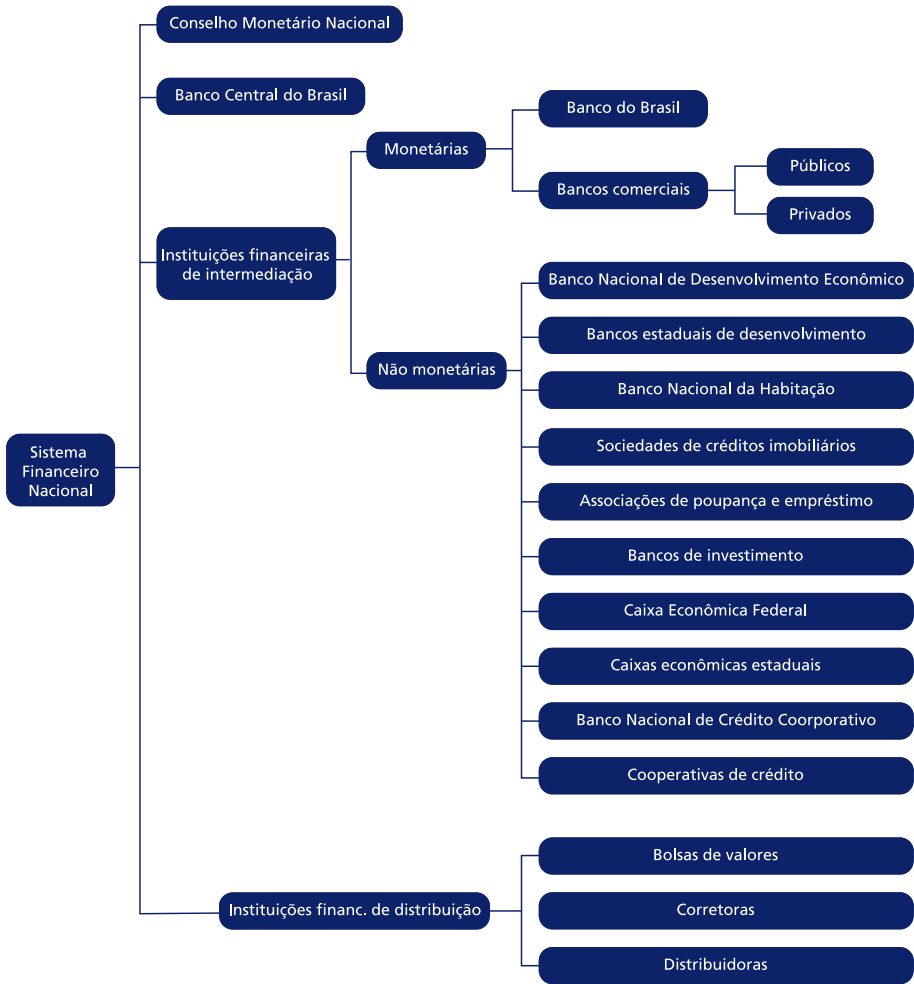 Conselho Monetário Nacional
Banco Central do Brasil
Banco do Brasil
Monetárias
Públicos
Bancos comerciais
Privados
Instituições financeiras
de intermediação
Banco Nacional de Desenvolvimento Econômico
Bancos estaduais de desenvolvimento
Não monetárias
Banco Nacional da Habitação
Sistema
Financeiro
Nacional
Sociedades de créditos imobiliários
Associações de poupança e empréstimo
Bancos de investimento
Caixa Econômica Federal
Caixas econômicas estaduais
Banco Nacional de Crédito Coorporativo
Cooperativas de crédito
Bolsas de valores
Instituições financ. de distribuição
Corretoras
Distribuidoras